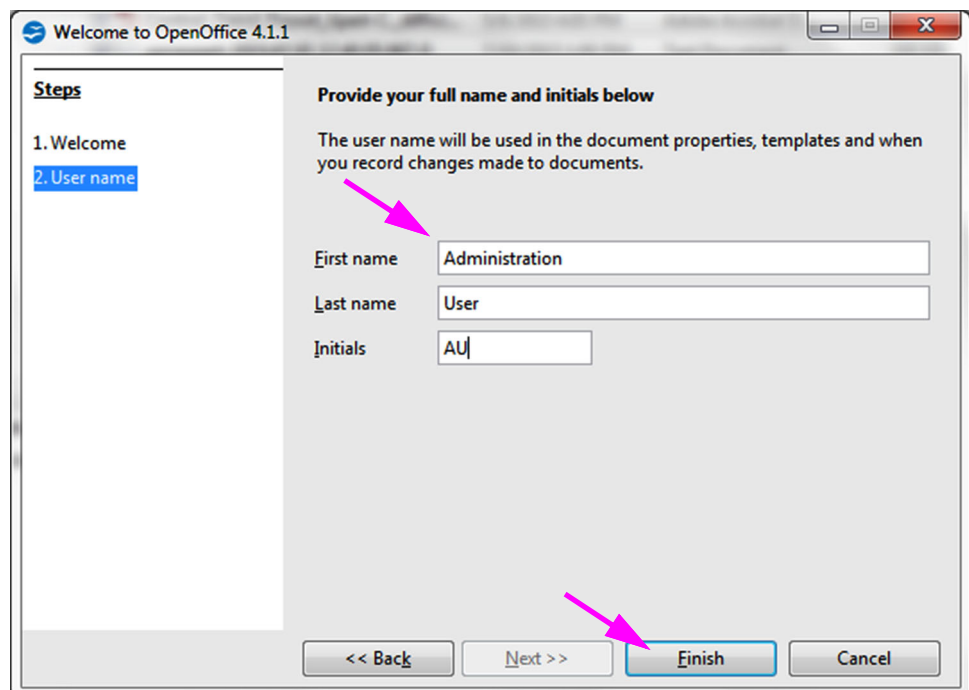 Welcome to OpenOffice 4.1.1
Steps
1. Welcome
2. User name
Provide your full name and initials below
The user name will be used in the document properties, templates and when
you record changes made to documents.
First name Administration
Last name User
Initials AU
<< Back Next >> Finish Cancel